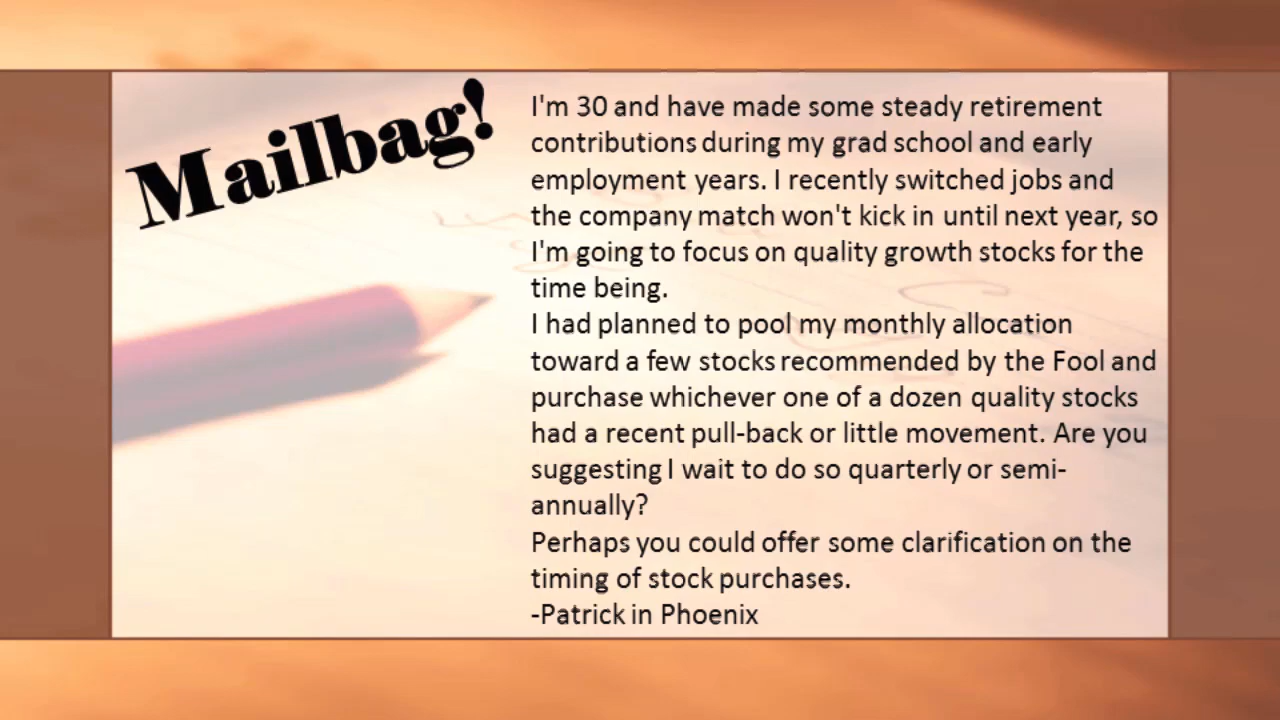 Mailbag!
I'm 30 and have made some steady retirement
contributions during my grad school and early
employment years. I recently switched jobs and
the company match won't kick in until next year, so
I'm going to focus on quality growth stocks for the
time being.
I had planned to pool my monthly allocation
toward a few stocks recommended by the Fool and
purchase whichever one of a dozen quality stocks
had a recent pull-back or little movement. Are you
suggesting I wait to do so quarterly or semi-
annually?
Perhaps you could offer some clarification on the
timing of stock purchases.
-Patrick in Phoenix